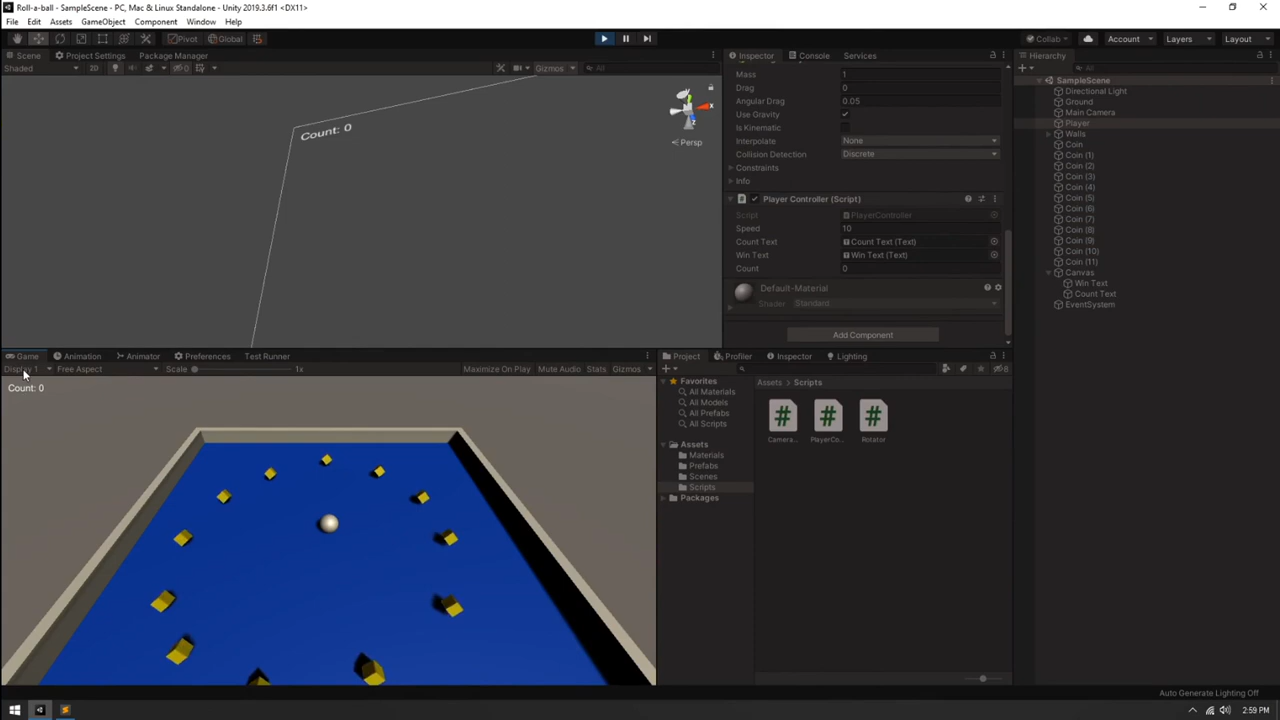 Roll-a-ball - SampleScene - PC, Mac & Linux Standalone - Unity 2019.3.6f1 <DX11>
File Edit Assets GameObject Component Window Help
Pivot Global Collab Account Layers Layout
Scene Project Settings Package Manager
Shaded 2D 0 Gizmos All
Count: 0
x
z
Persp
Inspector Console Services
Mass 1
Drag 0
Angular Drag 0.05
Use Gravity
Is Kinematic
Interpolate None
Collision Detection Discrete
Constraints
Info
Player Controller (Script)
Script PlayerController
Speed 10
Count Text Count Text (Text)
Win Text Win Text (Text)
Count 0
Default-Material
Shader Standard
Add Component
Hierarchy
All
SampleScene
Directional Light
Ground
Main Camera
Player
Walls
Coin
Coin (1)
Coin (2)
Coin (3)
Coin (4)
Coin (5)
Coin (6)
Coin (7)
Coin (8)
Coin (9)
Coin (10)
Coin (11)
Canvas
Win Text
Count Text
EventSystem
Game Animation Animator Preferences Test Runner
Display 1 Free Aspect Scale 1x Maximize On Play Mute Audio Stats Gizmos
Count: 0
Project Profiler Inspector Lighting
8
Favorites
All Materials
All Models
All Prefabs
All Scripts
Assets
Materials
Prefabs
Scenes
Scripts
Packages
Assets > Scripts
# # #
Camera... PlayerCo... Rotator
Auto Generate Lighting Off
2:59 PM